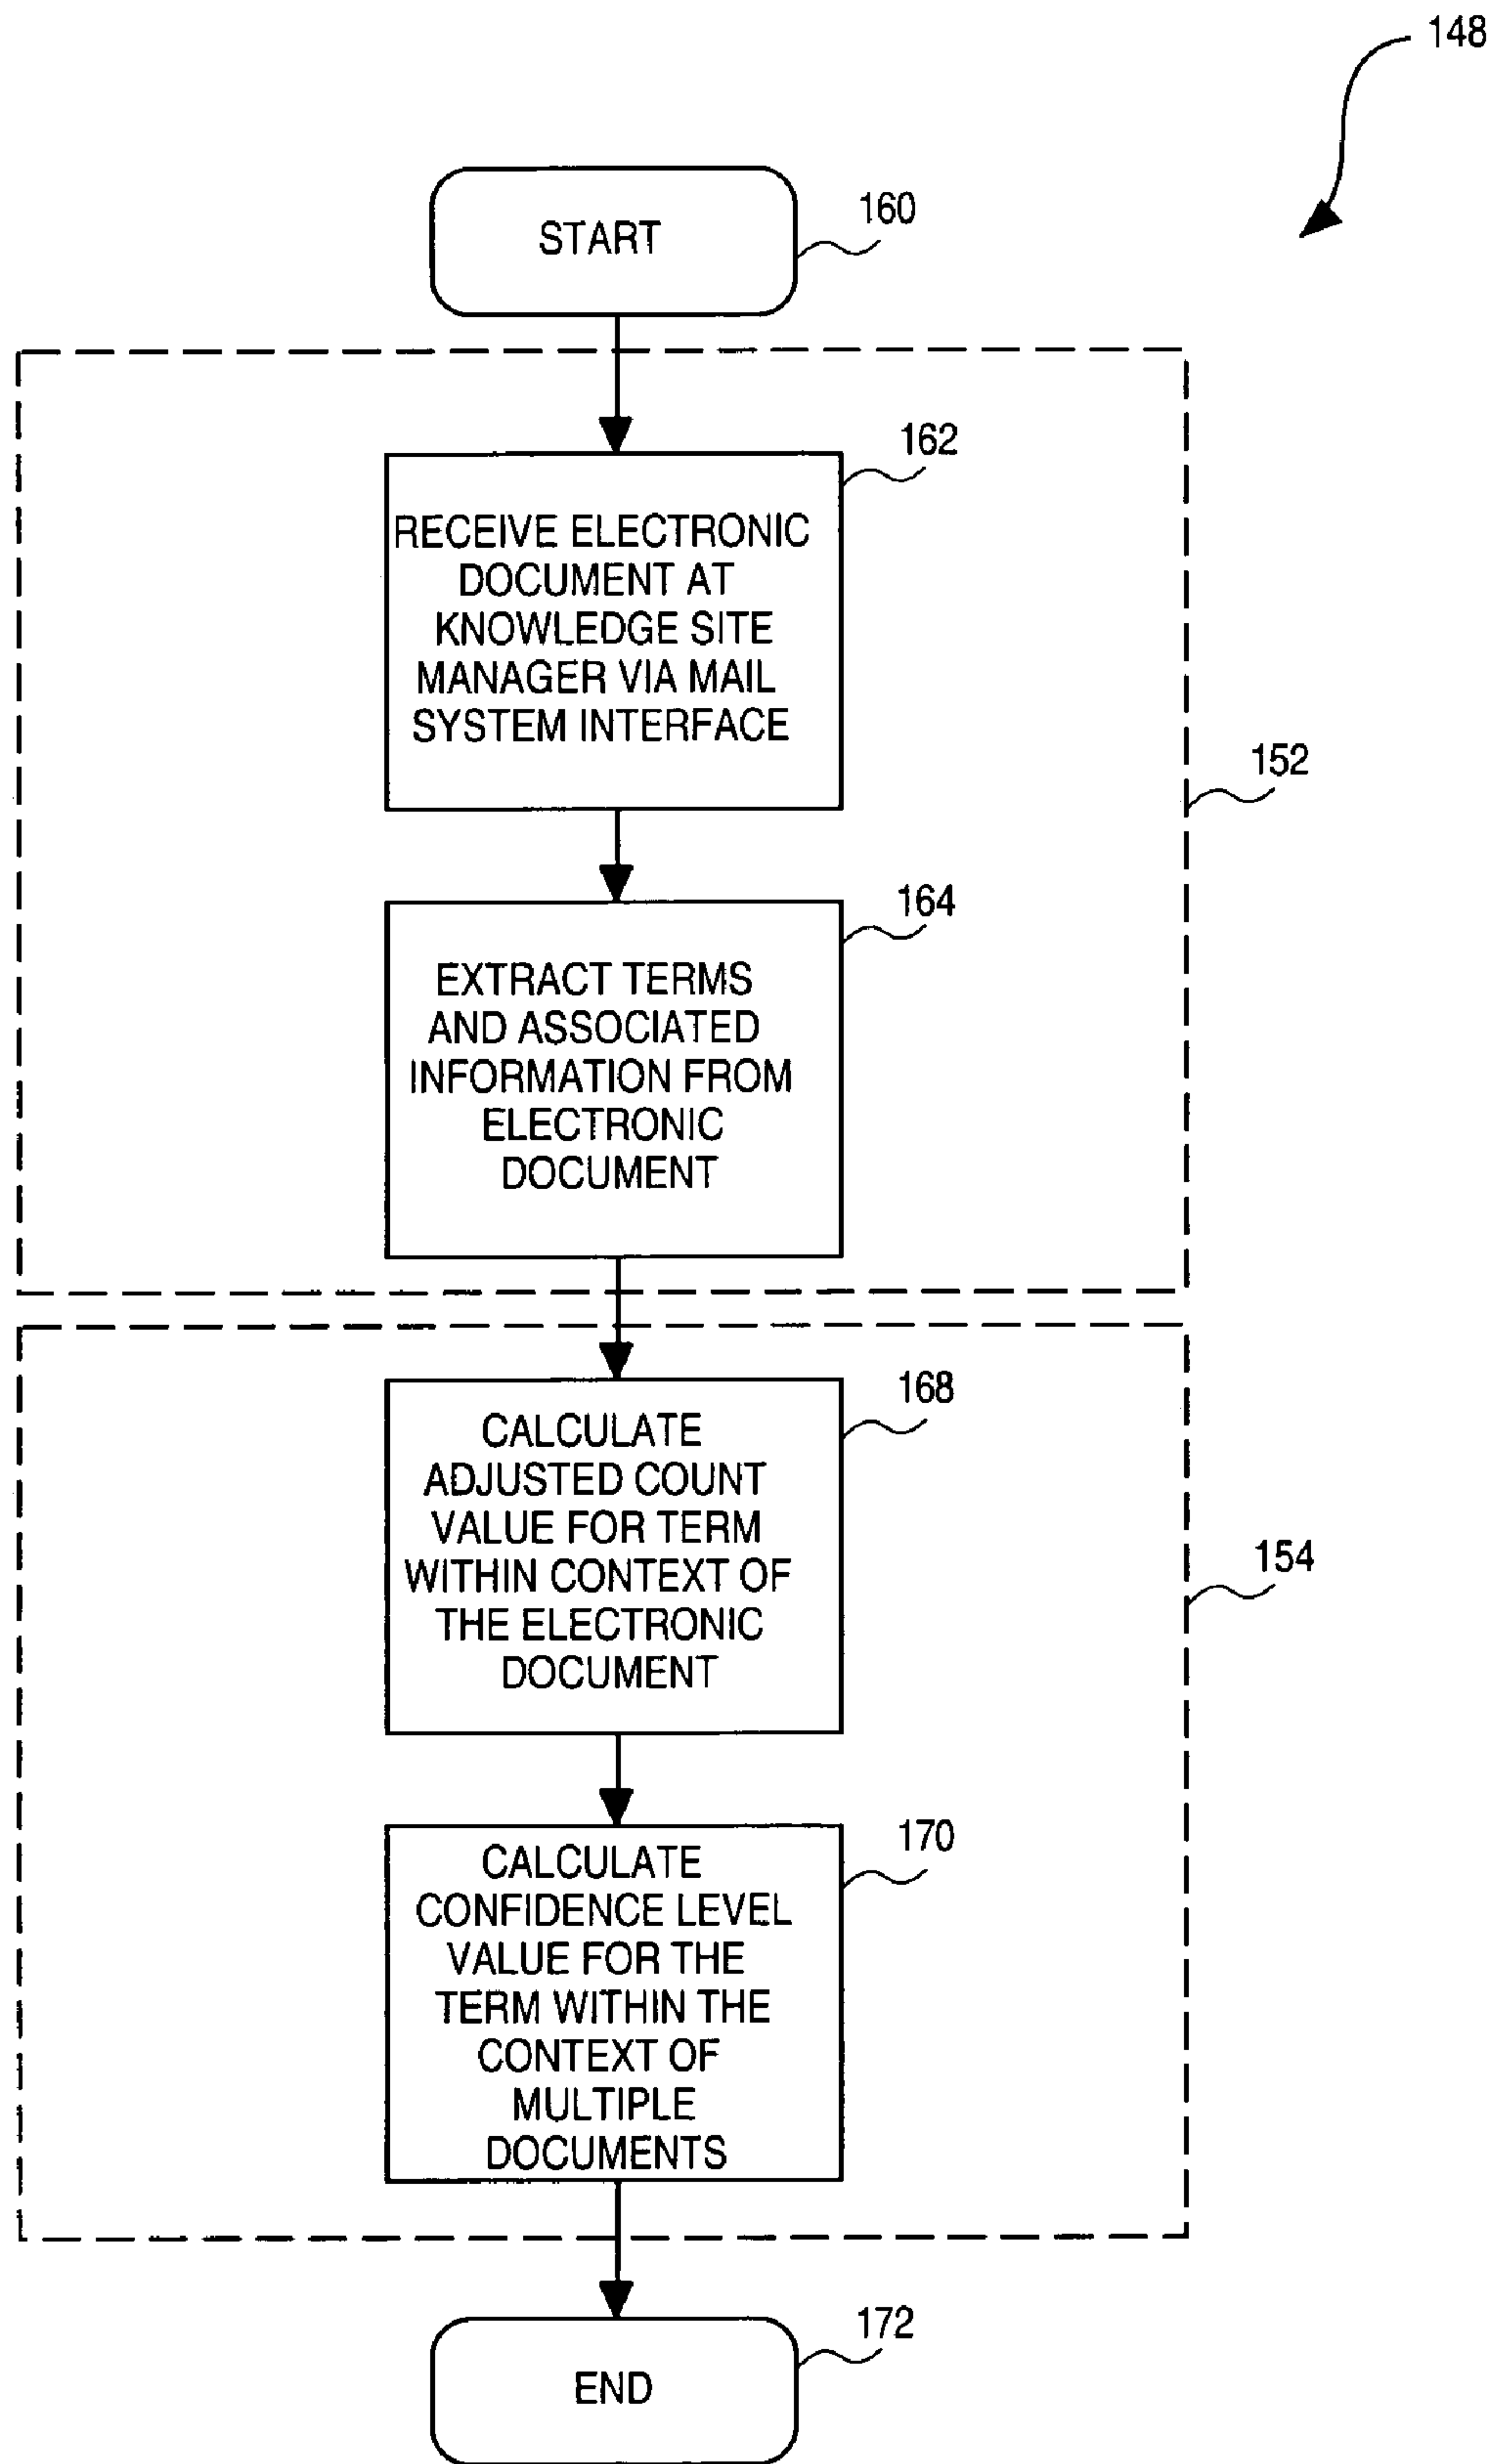 148
START
160
162
RECEIVE ELECTRONIC
DOCUMENT AT
KNOWLEDGE SITE
MANAGER VIA MAIL
SYSTEM INTERFACE
152
164
EXTRACT TERMS
AND ASSOCIATED
INFORMATION FROM
ELECTRONIC
DOCUMENT
168
CALCULATE
ADJUSTED COUNT
VALUE FOR TERM
WITHIN CONTEXT OF
THE ELECTRONIC
DOCUMENT
154
170
CALCULATE
CONFIDENCE LEVEL
VALUE FOR THE
TERM WITHIN THE
CONTEXT OF
MULTIPLE
DOCUMENTS
172
END